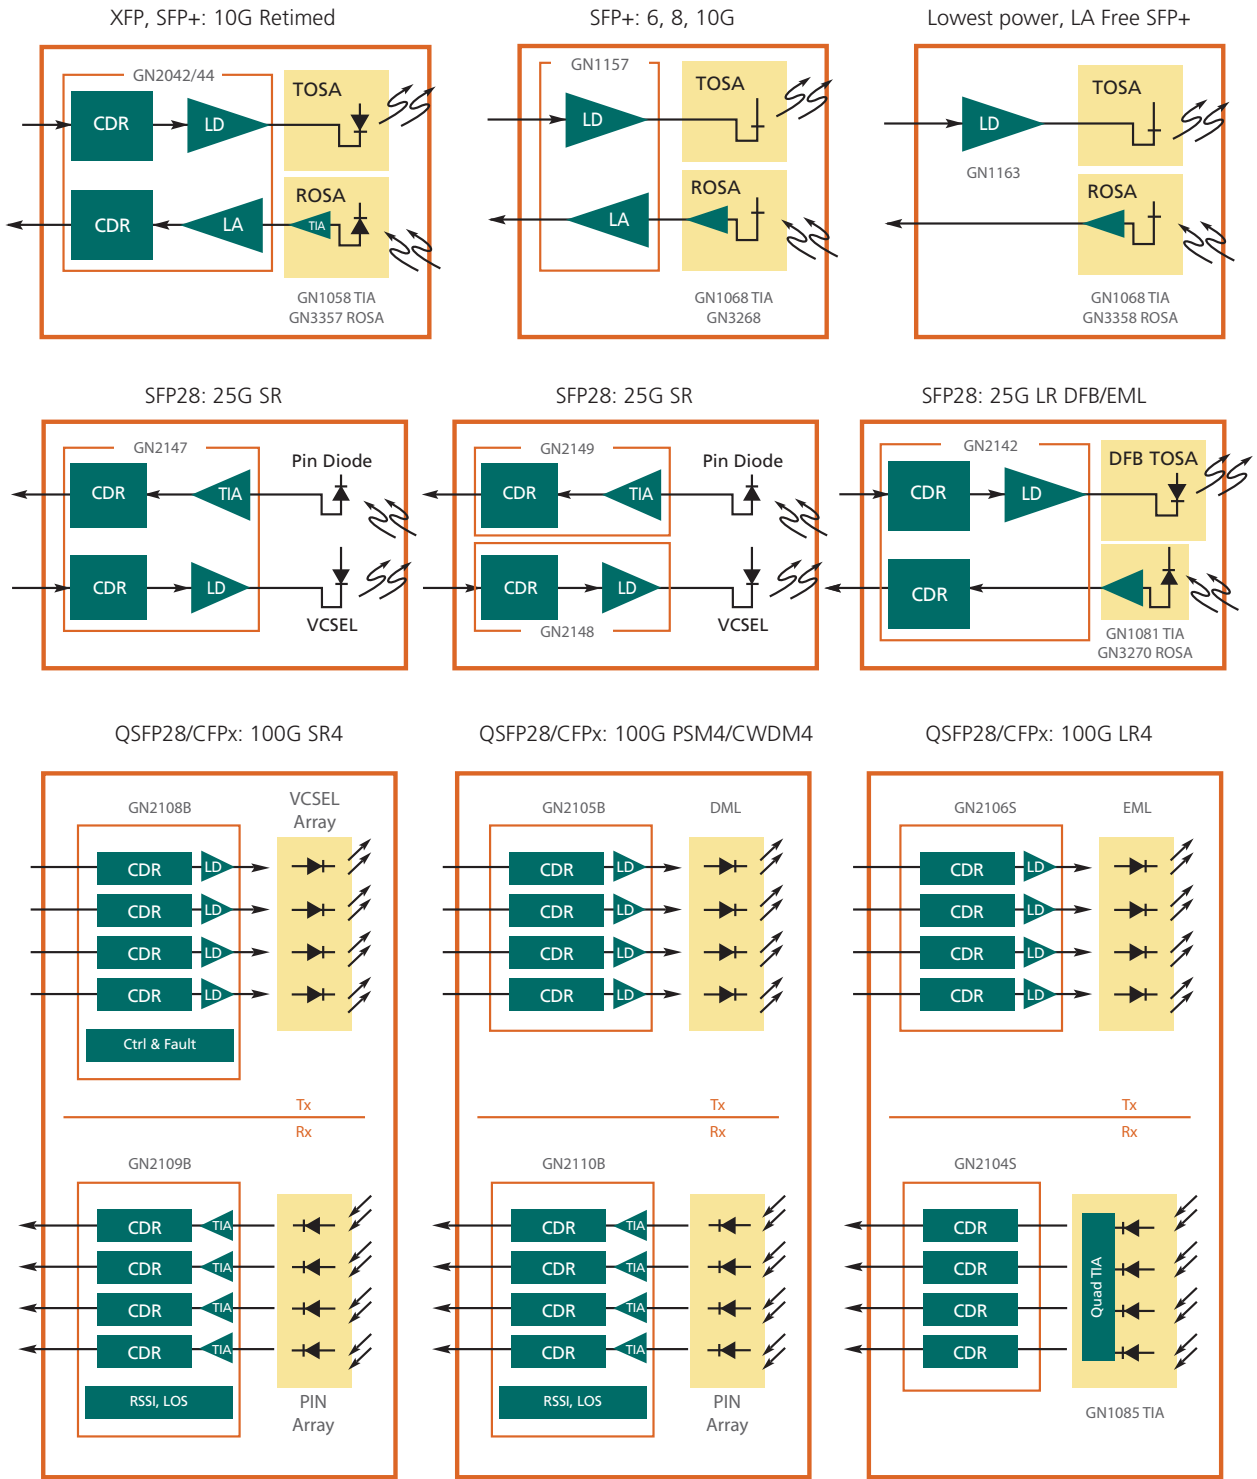 XFP, SFP+: 10G Retimed
GN2042/44
CDR
LD
TOSA
CDR
LA
TIA
ROSA
GN1058 TIA
GN3357 ROSA
SFP+: 6, 8, 10G
GN1157
LD
TOSA
LA
ROSA
GN1068 TIA
GN3268
Lowest power, LA Free SFP+
LD
GN1163
TOSA
ROSA
GN1068 TIA
GN3358 ROSA
SFP28: 25G SR
GN2147
CDR
TIA
Pin Diode
CDR
LD
VCSEL
SFP28: 25G SR
GN2149
CDR
TIA
Pin Diode
CDR
LD
GN2148
VCSEL
SFP28: 25G LR DFB/EML
GN2142
CDR
LD
DFB TOSA
CDR
GN1081 TIA
GN3270 ROSA
QSFP28/CFPx: 100G SR4
GN2108B
VCSEL
Array
CDR
LD
CDR
LD
CDR
LD
CDR
LD
Ctrl & Fault
Tx
Rx
GN2109B
CDR
TIA
CDR
TIA
CDR
TIA
CDR
TIA
RSSI, LOS
PIN
Array
QSFP28/CFPx: 100G PSM4/CWDM4
GN2105B
DML
CDR
LD
CDR
LD
CDR
LD
CDR
LD
Tx
Rx
GN2110B
CDR
TIA
CDR
TIA
CDR
TIA
CDR
TIA
RSSI, LOS
PIN
Array
QSFP28/CFPx: 100G LR4
GN2106S
EML
CDR
LD
CDR
LD
CDR
LD
CDR
LD
Tx
Rx
GN2104S
CDR
CDR
CDR
CDR
Quad TIA
GN1085 TIA